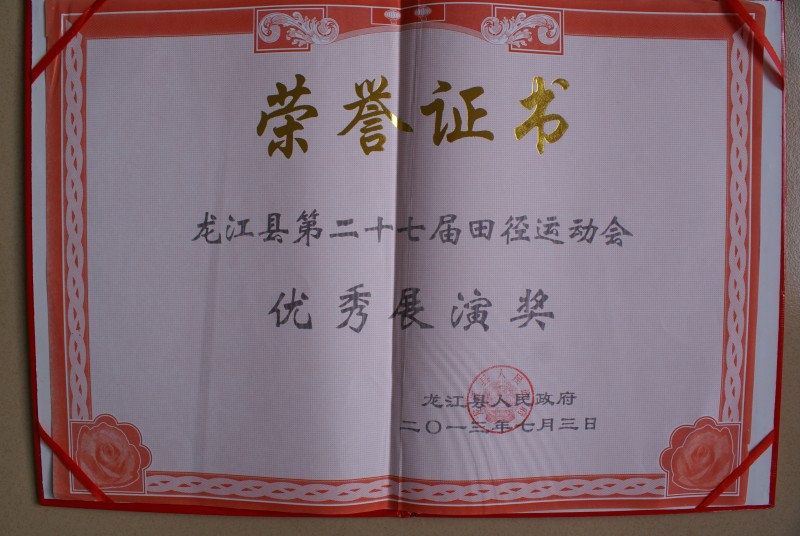 荣誉证书
龙江县第二十七届田径运动会
优秀展演奖
龙江县人民政府
二〇一三年七月三日